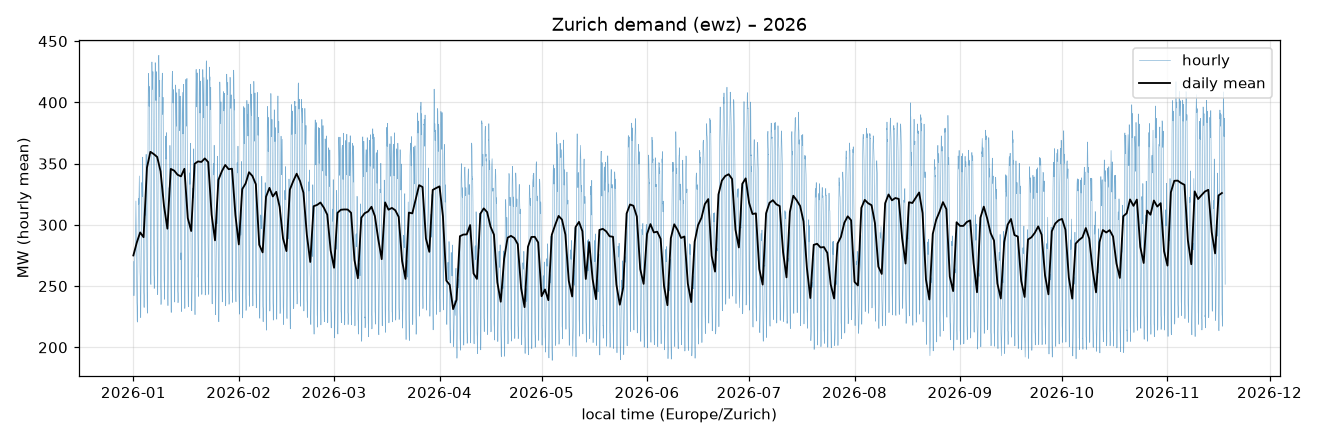 Zurich demand (ewz) – 2026
MW (hourly mean)
450
400
350
300
250
200
hourly
daily mean
2026-01 2026-02 2026-03 2026-04 2026-05 2026-06 2026-07 2026-08 2026-09 2026-10 2026-11 2026-12
local time (Europe/Zurich)